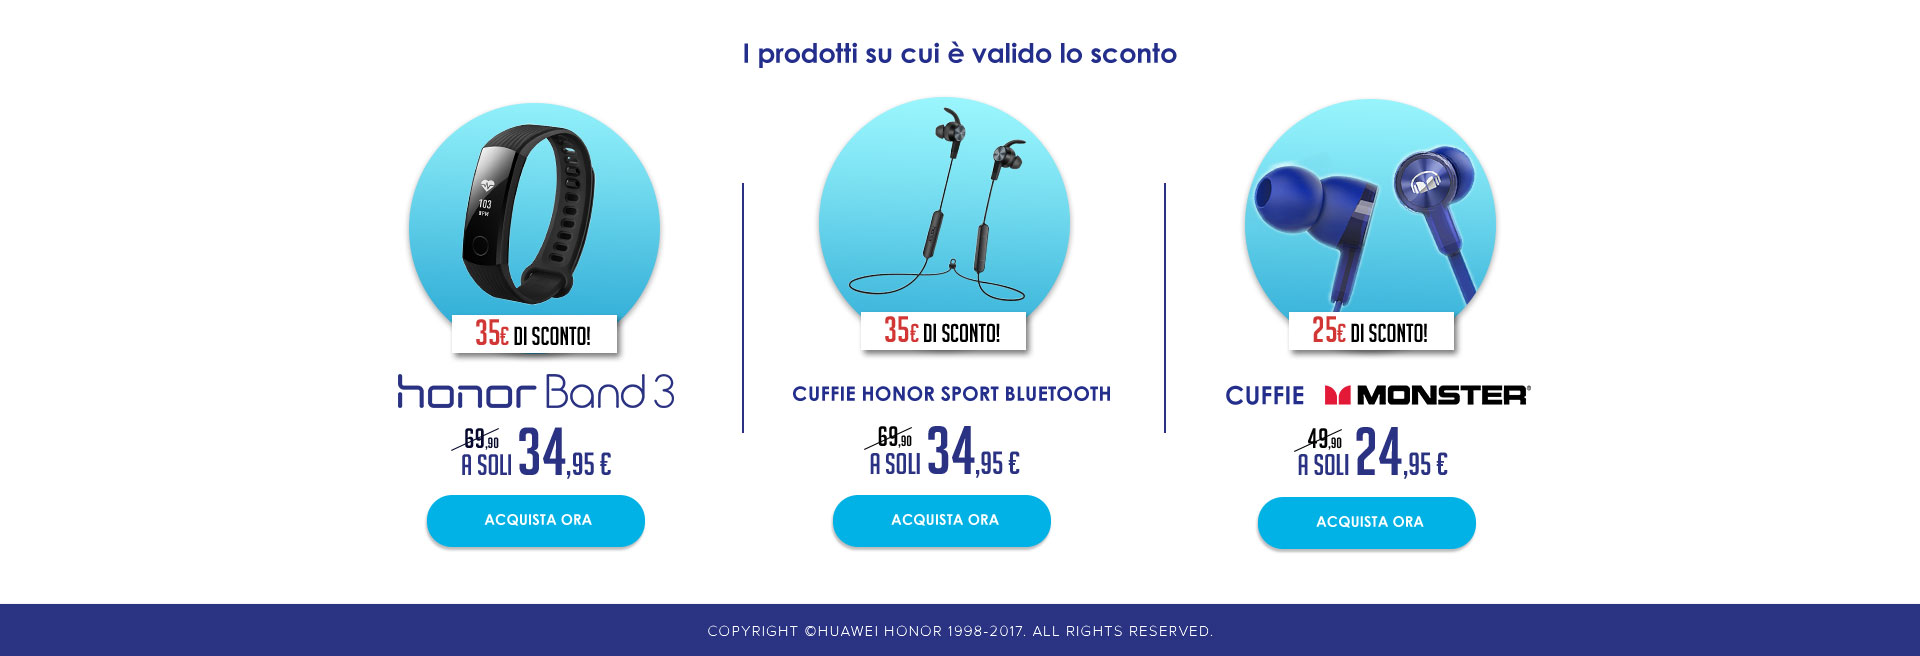 I prodotti su cui è valido lo sconto
103
BPM
35€ DI SCONTO!
honor Band 3
69,90
A SOLI 34,95 €
ACQUISTA ORA
35€ DI SCONTO!
CUFFIE HONOR SPORT BLUETOOTH
69,90
A SOLI 34,95 €
ACQUISTA ORA
25€ DI SCONTO!
CUFFIE MONSTER®
49,90
A SOLI 24,95 €
ACQUISTA ORA
COPYRIGHT ©HUAWEI HONOR 1998-2017. ALL RIGHTS RESERVED.